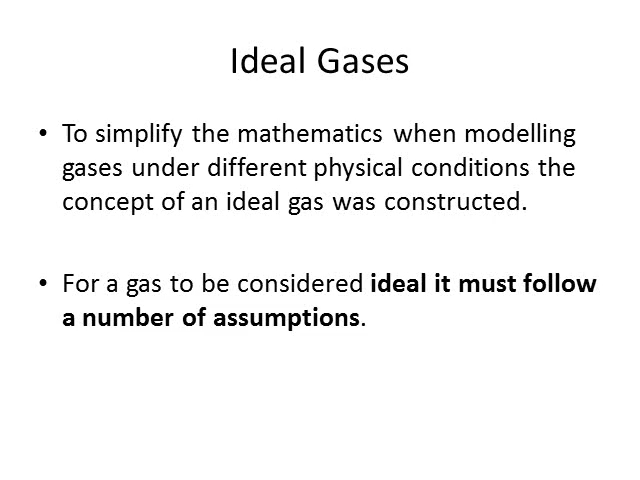 Ideal Gases
• To simplify the mathematics when modelling
gases under different physical conditions the
concept of an ideal gas was constructed.
• For a gas to be considered ideal it must follow
a number of assumptions.